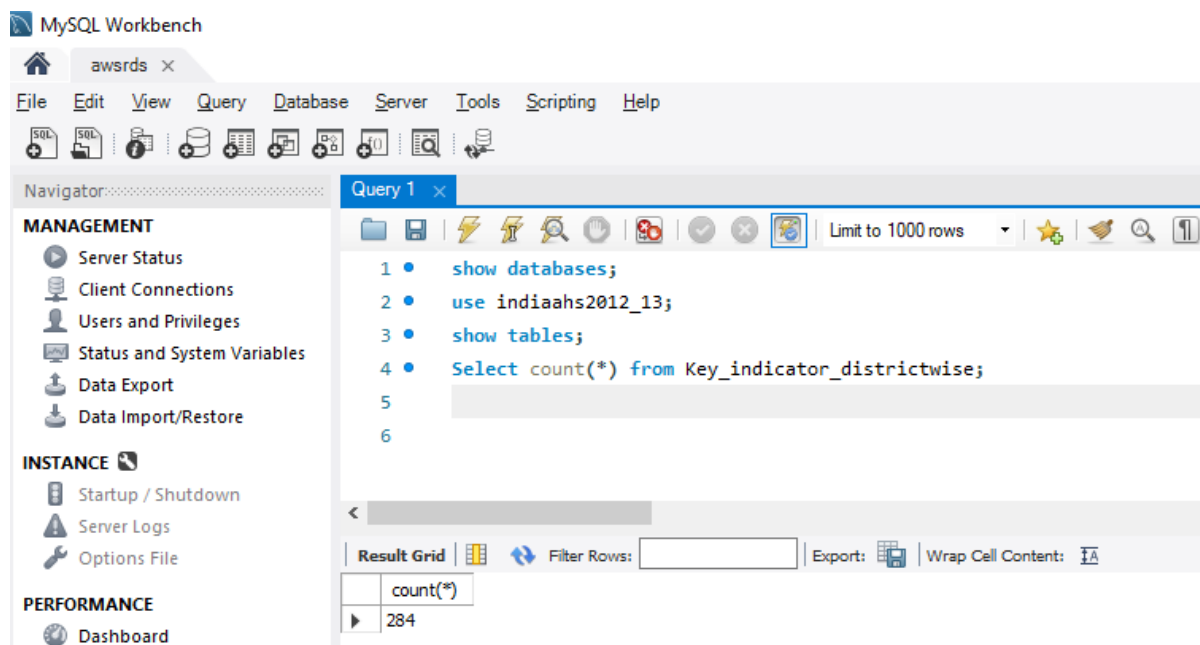 MySQL Workbench
awsrds ×
File Edit View Query Database Server Tools Scripting Help
Navigator
MANAGEMENT
Server Status
Client Connections
Users and Privileges
Status and System Variables
Data Export
Data Import/Restore
INSTANCE
Startup / Shutdown
Server Logs
Options File
PERFORMANCE
Dashboard
Query 1 ×
Limit to 1000 rows
1 show databases;
2 use indiaahs2012_13;
3 show tables;
4 Select count(*) from Key_indicator_districtwise;
5
6
Result Grid Filter Rows: Export: Wrap Cell Content:
count(*)
284